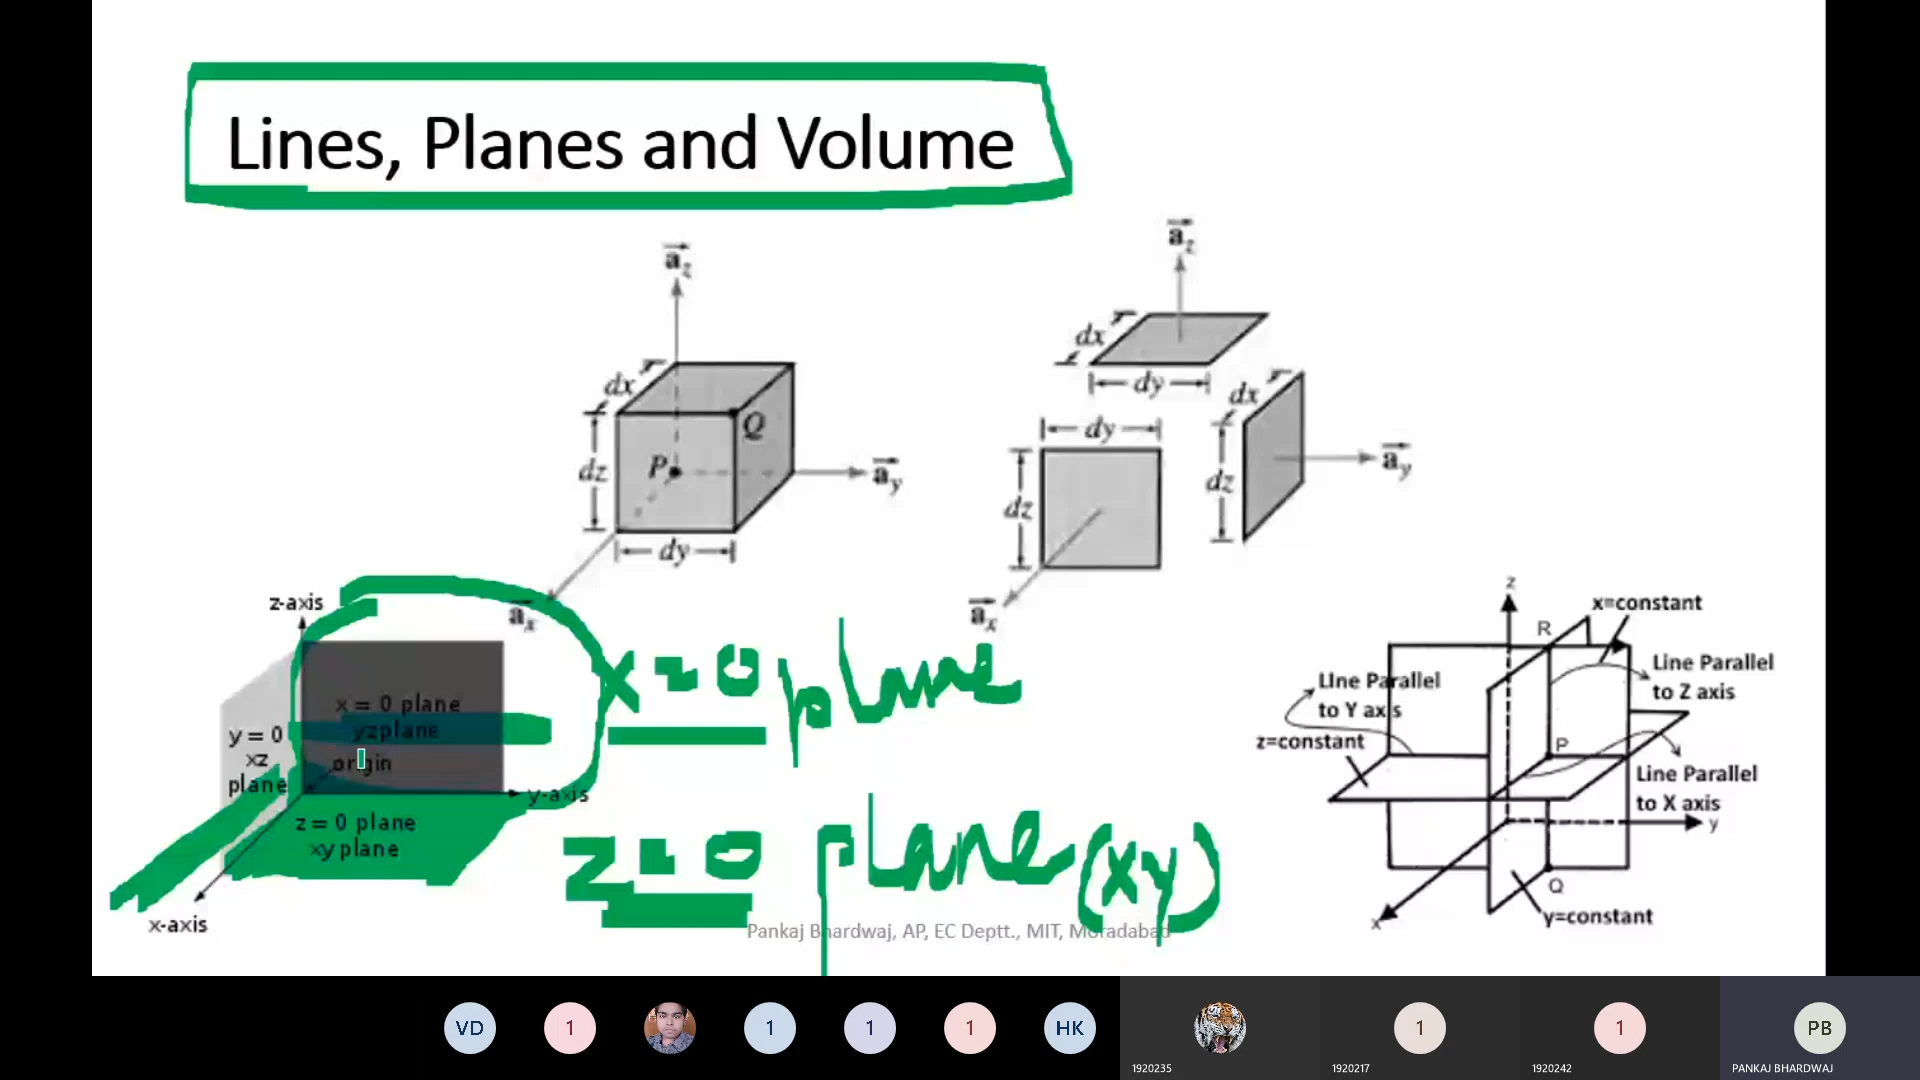 Lines, Planes and Volume
a_z
dx
Q
dz
P
a_y
dy
a_x
a_z
dx
dy
dx
dy
a_y
dz
dz
a_x
z-axis
x = 0 plane
yz plane
y = 0
xz
plane
origin
y-axis
z = 0 plane
xy plane
x-axis
x = 0 plane
z = 0 plane (xy)
z
x=constant
R
Line Parallel
to Z axis
LIne Parallel
to Y axis
z=constant
P
Line Parallel
to X axis
y
Q
x
y=constant
Pankaj Bhardwaj, AP, EC Deptt., MIT, Moradabad
VD
1
1
1
1
HK
1
1
PB
1920235
1920217
1920242
PANKAJ BHARDWAJ